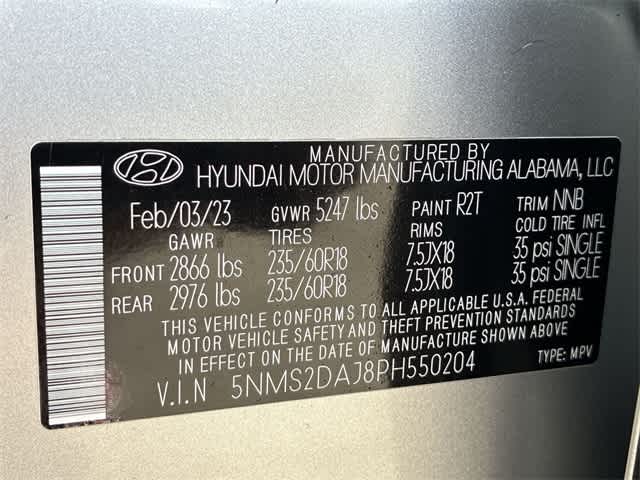 MANUFACTURED BY
HYUNDAI MOTOR MANUFACTURING ALABAMA, LLC
Feb/03/23 GVWR 5247 lbs PAINT R2T TRIM NNB
GAWR TIRES RIMS COLD TIRE INFL
FRONT 2866 lbs 235/60R18 7.5JX18 35 psi SINGLE
REAR 2976 lbs 235/60R18 7.5JX18 35 psi SINGLE
THIS VEHICLE CONFORMS TO ALL APPLICABLE U.S.A. FEDERAL
MOTOR VEHICLE SAFETY AND THEFT PREVENTION STANDARDS
IN EFFECT ON THE DATE OF MANUFACTURE SHOWN ABOVE
V.I.N 5NMS2DAJ8PH550204 TYPE: MPV